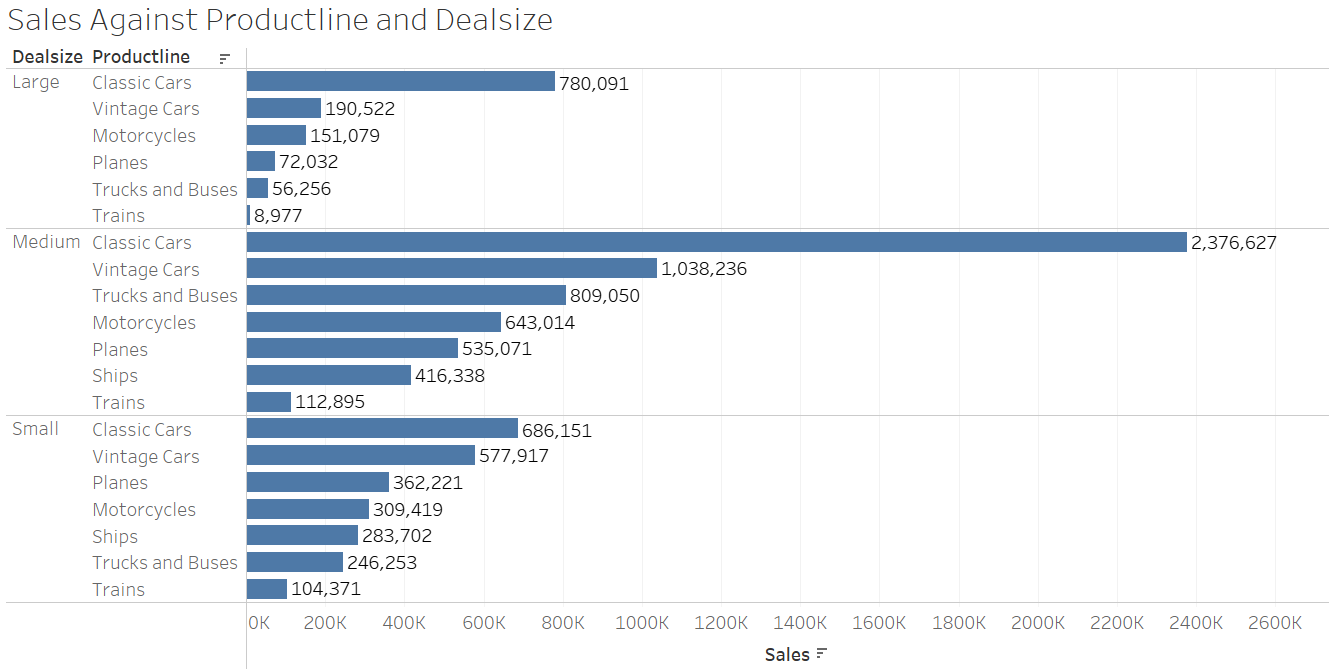 Sales Against Productline and Dealsize
Dealsize Productline
Large Classic Cars 780,091
Vintage Cars 190,522
Motorcycles 151,079
Planes 72,032
Trucks and Buses 56,256
Trains 8,977
Medium Classic Cars 2,376,627
Vintage Cars 1,038,236
Trucks and Buses 809,050
Motorcycles 643,014
Planes 535,071
Ships 416,338
Trains 112,895
Small Classic Cars 686,151
Vintage Cars 577,917
Planes 362,221
Motorcycles 309,419
Ships 283,702
Trucks and Buses 246,253
Trains 104,371
0K 200K 400K 600K 800K 1000K 1200K 1400K 1600K 1800K 2000K 2200K 2400K 2600K
Sales